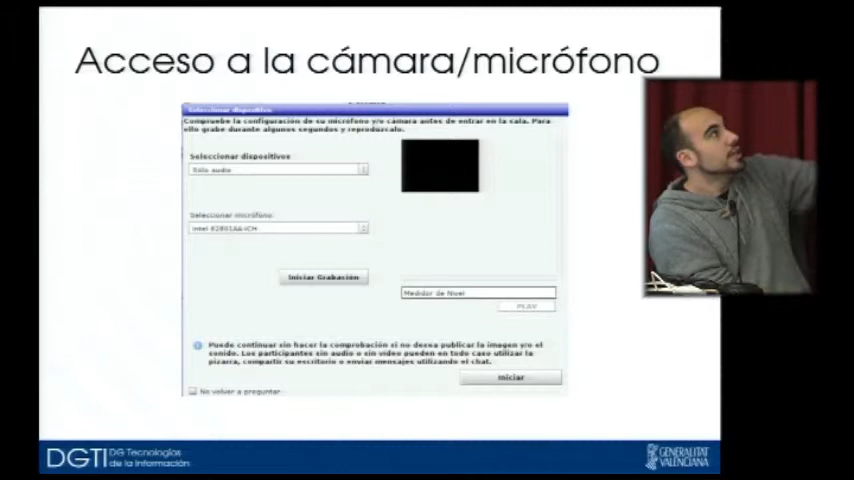 Acceso a la cámara/micrófono
Seleccionar dispositivo
Compruebe la configuración de su micrófono y/o cámara antes de entrar en la sala. Para
ello grabe durante algunos segundos y reprodúzcalo.
Seleccionar dispositivos
Sólo audio
Seleccionar micrófono:
Intel 82801AA-ICH
Iniciar Grabación
Medidor de Nivel
PLAY
Puede continuar sin hacer la comprobación si no desea publicar la imagen y/o el
sonido. Los participantes sin audio o sin video pueden en todo caso utilizar la
pizarra, compartir su escritorio o enviar mensajes utilizando el chat.
Iniciar
No volver a preguntar
DGTI DG Tecnologías
de la Información
GENERALITAT
VALENCIANA